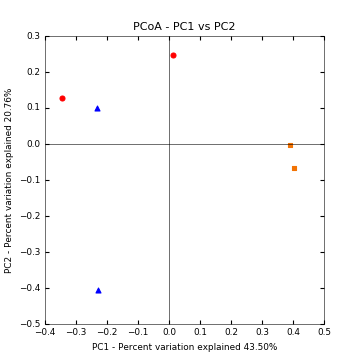 PCoA - PC1 vs PC2
0.3
0.2
0.1
0.0
−0.1
−0.2
−0.3
−0.4
−0.5
PC2 - Percent variation explained 20.76%
−0.4 −0.3 −0.2 −0.1 0.0 0.1 0.2 0.3 0.4 0.5
PC1 - Percent variation explained 43.50%